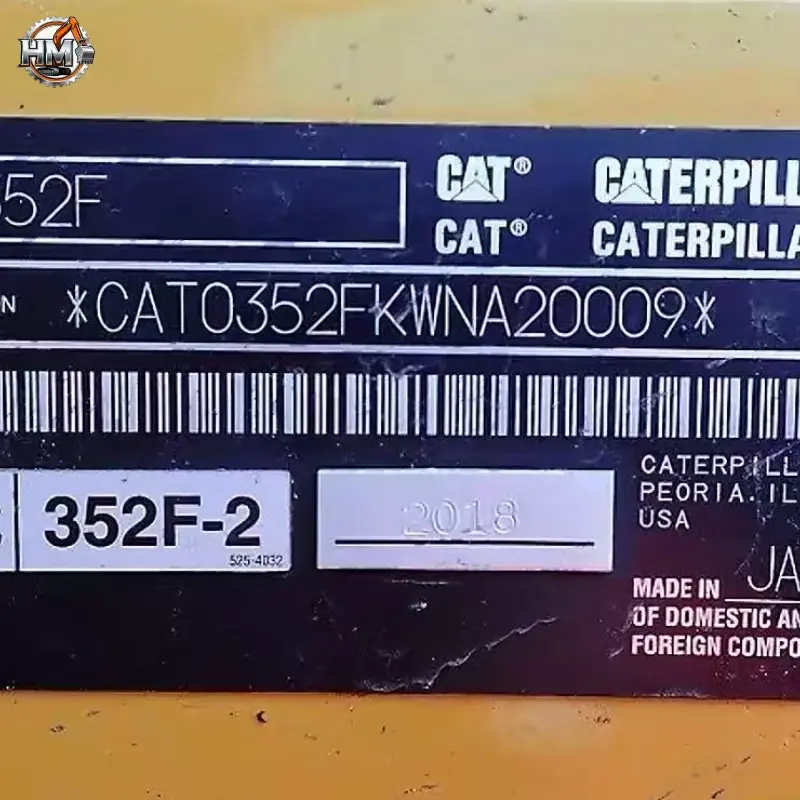 HM
52F
CAT® CATERPILL
CAT® CATERPILLA
N *CAT0352FKWNA20009*
352F-2
525-4032
2018
CATERPILL
PEORIA. IL
USA
MADE IN JA
OF DOMESTIC AN
FOREIGN COMPO